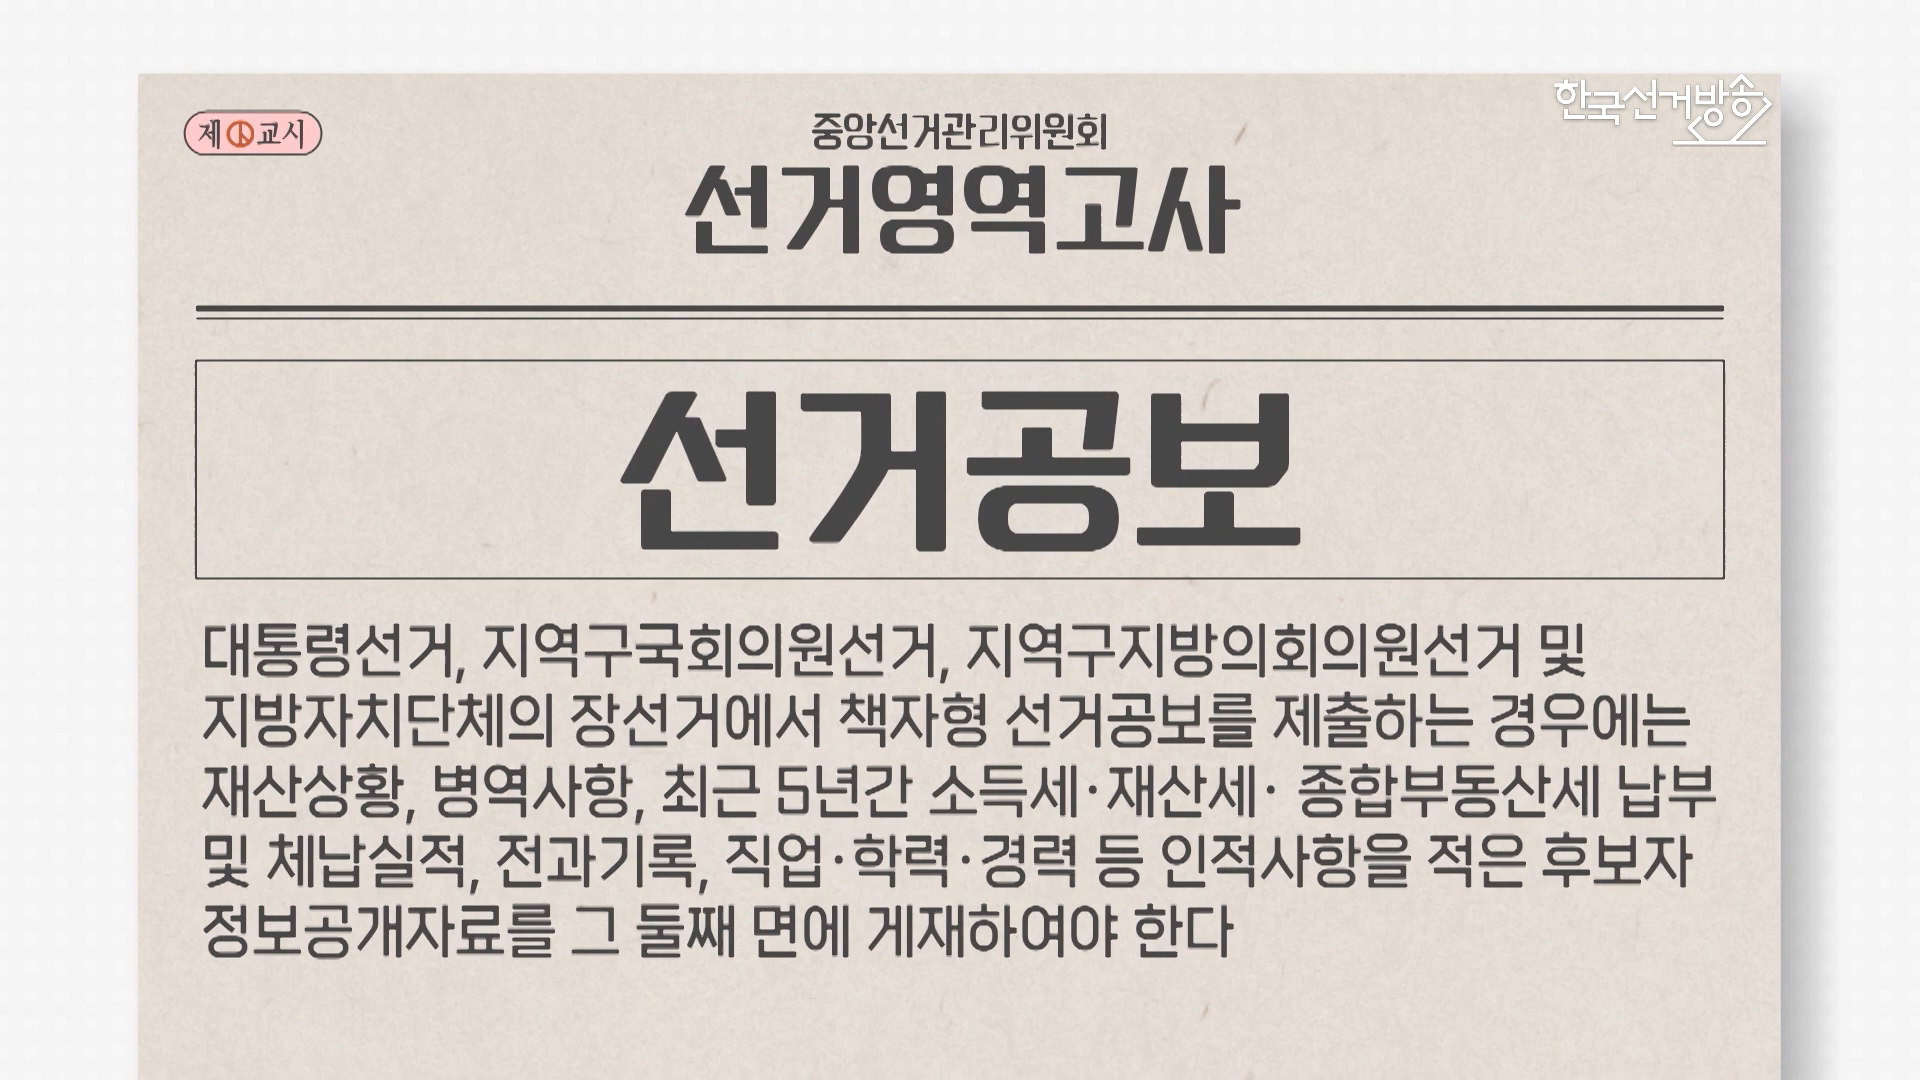 제 교시
한국선거방송
중앙선거관리위원회
선거영역고사
선거공보
대통령선거, 지역구국회의원선거, 지역구지방의회의원선거 및
지방자치단체의 장선거에서 책자형 선거공보를 제출하는 경우에는
재산상황, 병역사항, 최근 5년간 소득세·재산세· 종합부동산세 납부
및 체납실적, 전과기록, 직업·학력·경력 등 인적사항을 적은 후보자
정보공개자료를 그 둘째 면에 게재하여야 한다